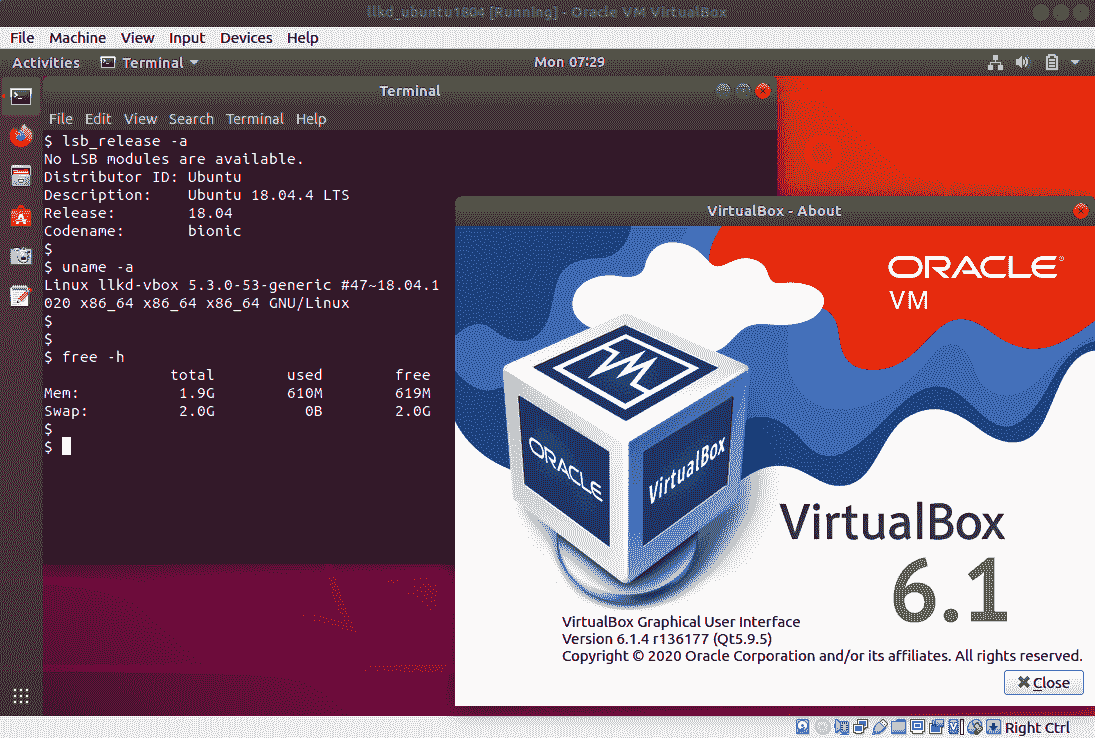 llkd_ubuntu1804 [Running] - Oracle VM VirtualBox
File Machine View Input Devices Help
Activities Terminal Mon 07:29
Terminal
File Edit View Search Terminal Help
$ lsb_release -a
No LSB modules are available.
Distributor ID: Ubuntu
Description: Ubuntu 18.04.4 LTS
Release: 18.04
Codename: bionic
$
$ uname -a
Linux llkd-vbox 5.3.0-53-generic #47~18.04.1
020 x86_64 x86_64 x86_64 GNU/Linux
$
$
$ free -h
total used free
Mem: 1.9G 610M 619M
Swap: 2.0G 0B 2.0G
$
$
VirtualBox - About
ORACLE®
VM
ORACLE VirtualBox
VirtualBox
6.1
VirtualBox Graphical User Interface
Version 6.1.4 r136177 (Qt5.9.5)
Copyright © 2020 Oracle Corporation and/or its affiliates. All rights reserved.
Close
Right Ctrl